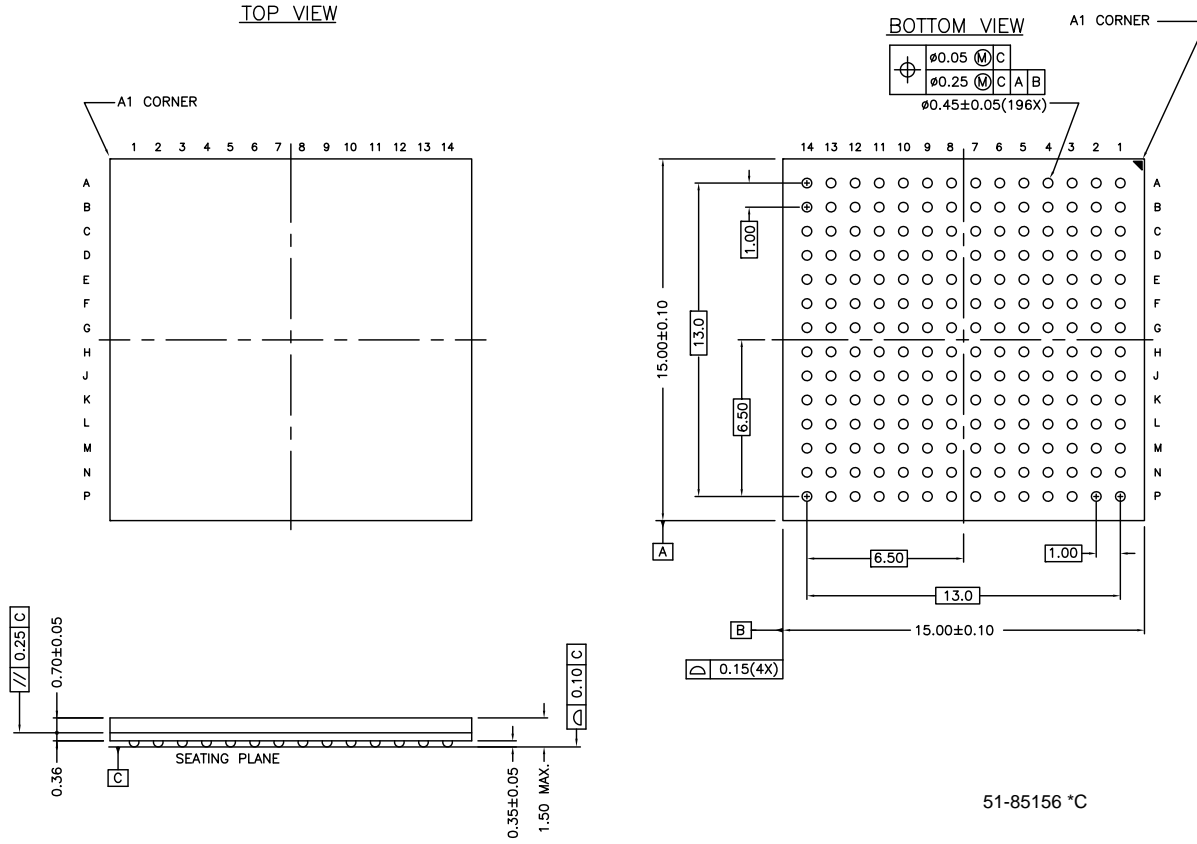 TOP VIEW
A1 CORNER
1 2 3 4 5 6 7 8 9 10 11 12 13 14
A
B
C
D
E
F
G
H
J
K
L
M
N
P
BOTTOM VIEW
A1 CORNER
ø0.05 Ⓜ C
ø0.25 Ⓜ C A B
ø0.45±0.05(196X)
14 13 12 11 10 9 8 7 6 5 4 3 2 1
A
B
C
D
E
F
G
H
J
K
L
M
N
P
1.00
15.00±0.10
13.0
6.50
A
6.50
1.00
13.0
B
15.00±0.10
0.15(4X)
// 0.25 C
0.70±0.05
0.36
C
SEATING PLANE
0.35±0.05
1.50 MAX.
0.10 C
51-85156 *C